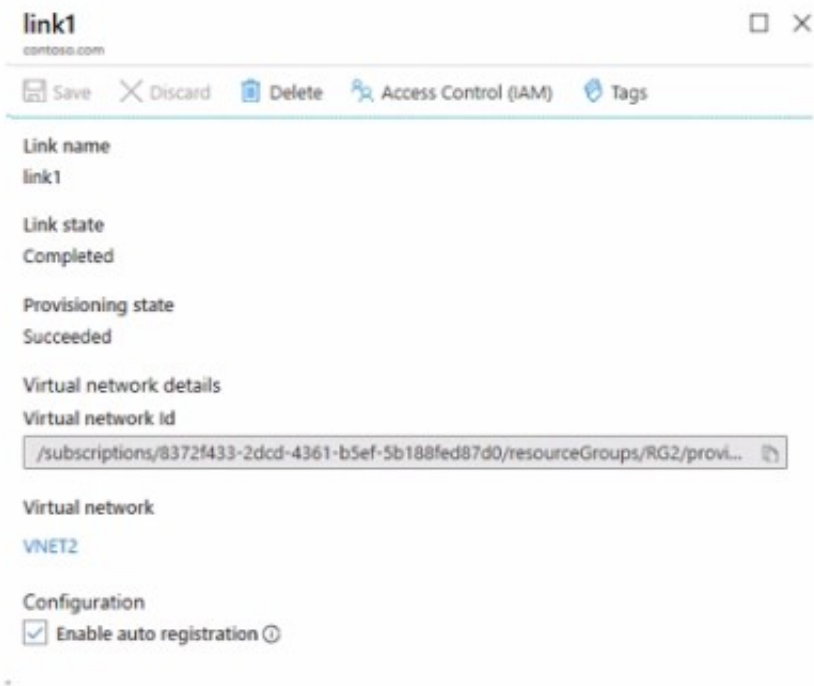 link1
contoso.com
Save Discard Delete Access Control (IAM) Tags
Link name
link1
Link state
Completed
Provisioning state
Succeeded
Virtual network details
Virtual network Id
/subscriptions/8372f433-2dcd-4361-b5ef-5b188fed87d0/resourceGroups/RG2/provi...
Virtual network
VNET2
Configuration
Enable auto registration